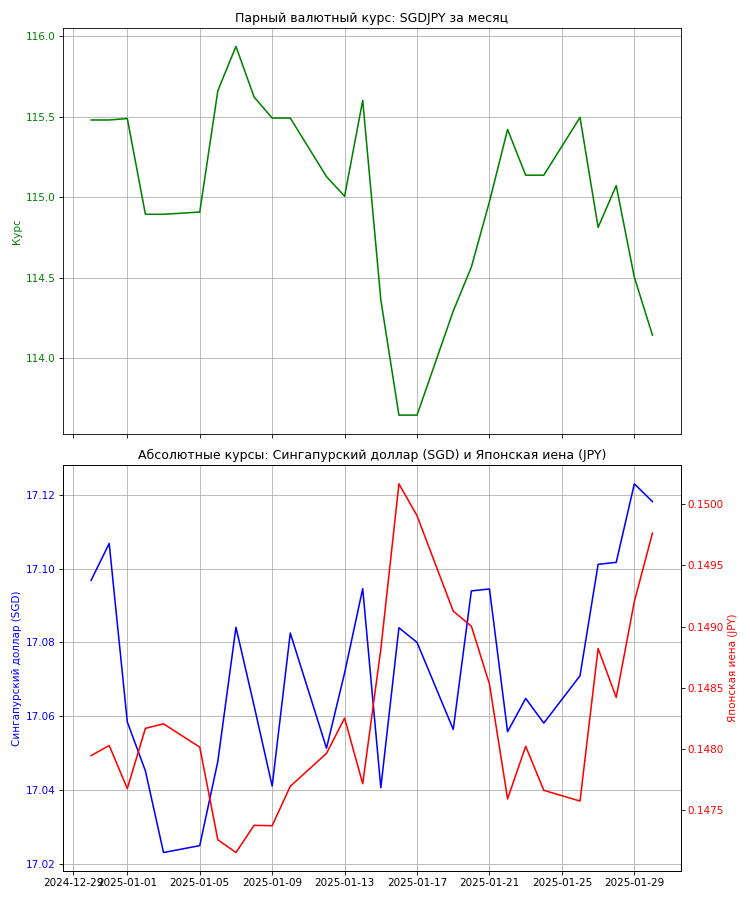 Парный валютный курс: SGDJPY за месяц
116.0
115.5
115.0
114.5
114.0
Курс
Абсолютные курсы: Сингапурский доллар (SGD) и Японская иена (JPY)
17.12
17.10
17.08
17.06
17.04
17.02
Сингапурский доллар (SGD)
0.1500
0.1495
0.1490
0.1485
0.1480
0.1475
Японская иена (JPY)
2024-12-29 2025-01-01 2025-01-05 2025-01-09 2025-01-13 2025-01-17 2025-01-21 2025-01-25 2025-01-29